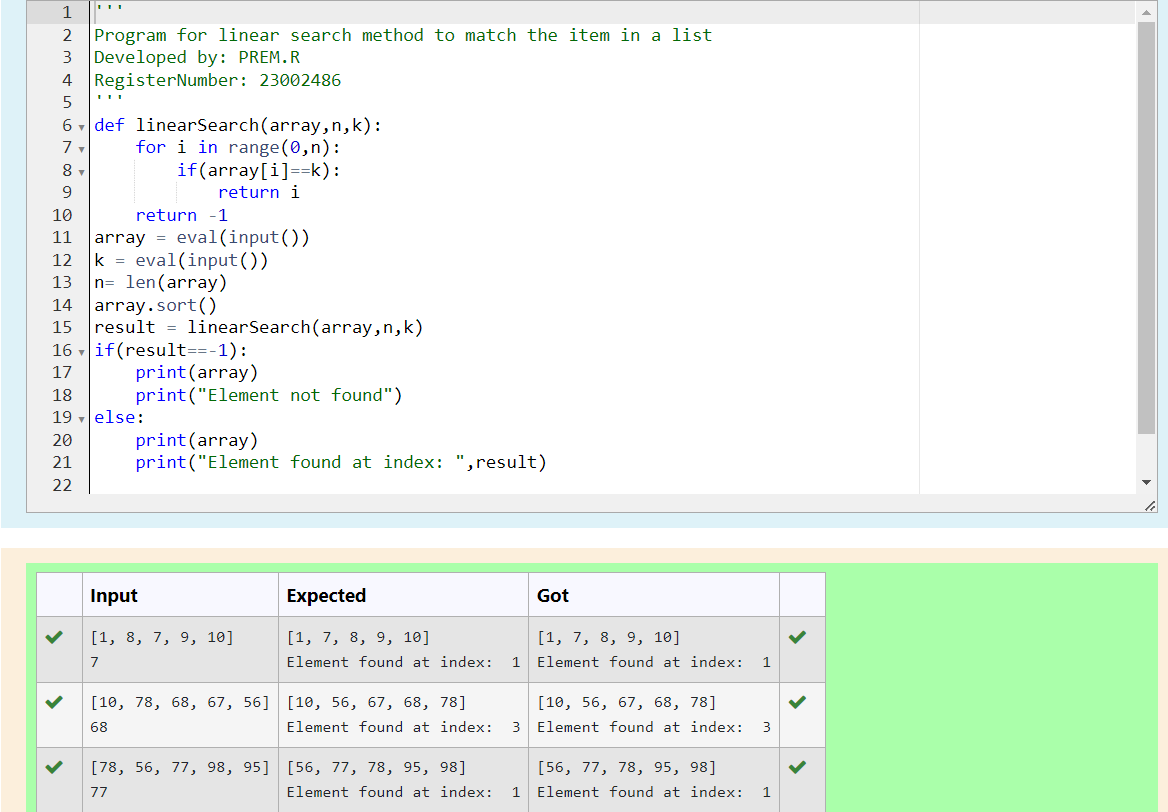 1 '''
2 Program for linear search method to match the item in a list
3 Developed by: PREM.R
4 RegisterNumber: 23002486
5 '''
6 def linearSearch(array,n,k):
7     for i in range(0,n):
8         if(array[i]==k):
9             return i
10     return -1
11 array = eval(input())
12 k = eval(input())
13 n= len(array)
14 array.sort()
15 result = linearSearch(array,n,k)
16 if(result==-1):
17     print(array)
18     print("Element not found")
19 else:
20     print(array)
21     print("Element found at index: ",result)
22
Input Expected Got
[1, 8, 7, 9, 10] [1, 7, 8, 9, 10] [1, 7, 8, 9, 10]
7 Element found at index:  1 Element found at index:  1
[10, 78, 68, 67, 56] [10, 56, 67, 68, 78] [10, 56, 67, 68, 78]
68 Element found at index:  3 Element found at index:  3
[78, 56, 77, 98, 95] [56, 77, 78, 95, 98] [56, 77, 78, 95, 98]
77 Element found at index:  1 Element found at index:  1